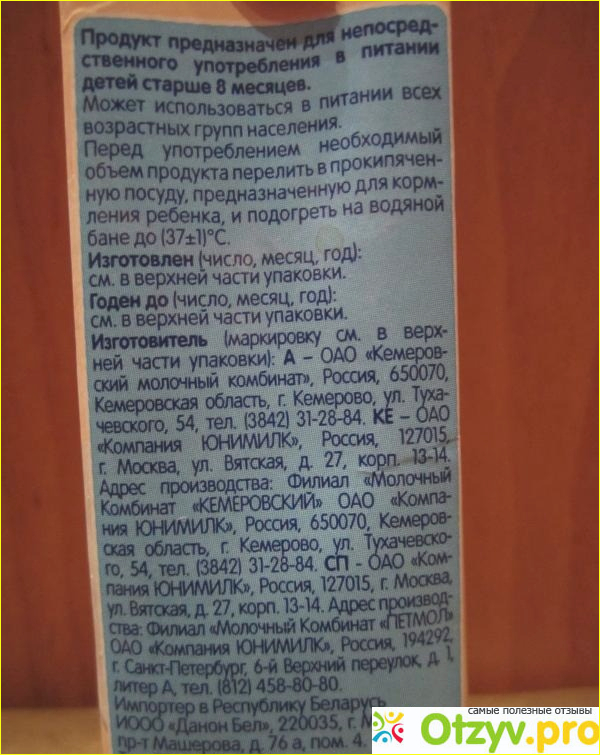 Продукт предназначен для непосред-
ственного употребления в питании
детей старше 8 месяцев.
Может использоваться в питании всех
возрастных групп населения.
Перед употреблением необходимый
объем продукта перелить в прокипячен-
ную посуду, предназначенную для корм-
ления ребенка, и подогреть на водяной
бане до (37±1)°С.
Изготовлен (число, месяц, год):
см. в верхней части упаковки.
Годен до (число, месяц, год):
см. в верхней части упаковки.
Изготовитель (маркировку см. в верх-
ней части упаковки): А – ОАО «Кемеров-
ский молочный комбинат», Россия, 650070,
Кемеровская область, г. Кемерово, ул. Туха-
чевского, 54, тел. (3842) 31-28-84. КЕ – ОАО
«Компания ЮНИМИЛК», Россия, 127015,
г. Москва, ул. Вятская, д. 27, корп. 13-14.
Адрес производства: Филиал «Молочный
Комбинат «КЕМЕРОВСКИЙ» ОАО «Компа-
ния ЮНИМИЛК», Россия, 650070, Кемеров-
ская область, г. Кемерово, ул. Тухачевско-
го, 54, тел. (3842) 31-28-84. СП – ОАО «Ком-
пания ЮНИМИЛК», Россия, 127015, г. Москва,
ул. Вятская, д. 27, корп. 13-14. Адрес производ-
ства: Филиал «Молочный Комбинат «ПЕТМОЛ»
ОАО «Компания ЮНИМИЛК», Россия, 194292,
г. Санкт-Петербург, 6-й Верхний переулок, д. 1,
литер А, тел. (812) 458-80-80.
Импортер в Республику Беларусь
ИООО «Данон Бел», 220035, г. М
пр-т Машерова, д. 76 а, пом. 4.
самые полезные отзывы
Otzyv.pro